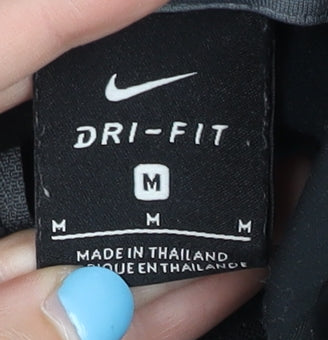 DRI-FIT
M
M M M
MADE IN THAILAND
EN THAILANDE